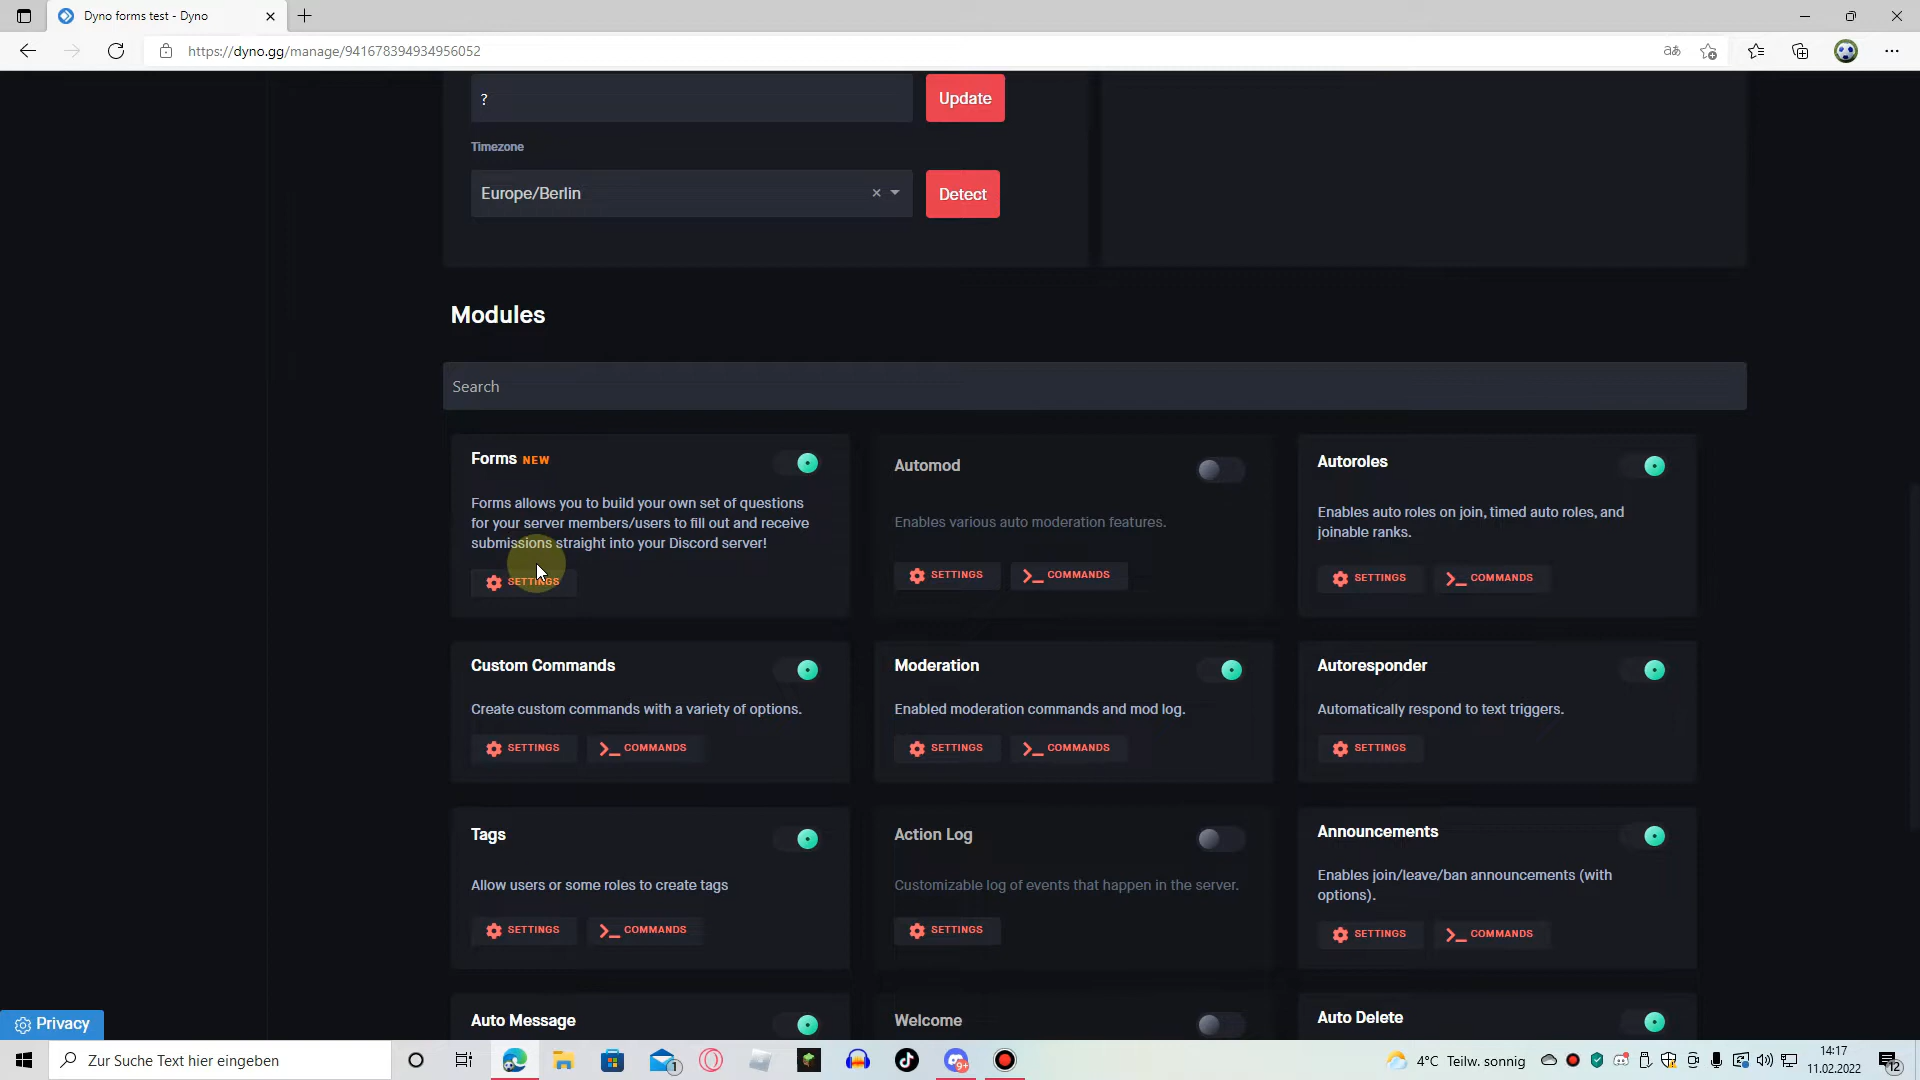 Dyno forms test - Dyno
https://dyno.gg/manage/941678394934956052
?
Update
Timezone
Europe/Berlin
Detect
Modules
Search
Forms NEW
Forms allows you to build your own set of questions
for your server members/users to fill out and receive
submissions straight into your Discord server!
SETTINGS
Automod
Enables various auto moderation features.
SETTINGS
COMMANDS
Autoroles
Enables auto roles on join, timed auto roles, and
joinable ranks.
SETTINGS
COMMANDS
Custom Commands
Create custom commands with a variety of options.
SETTINGS
COMMANDS
Moderation
Enabled moderation commands and mod log.
SETTINGS
COMMANDS
Autoresponder
Automatically respond to text triggers.
SETTINGS
Tags
Allow users or some roles to create tags
SETTINGS
COMMANDS
Action Log
Customizable log of events that happen in the server.
SETTINGS
Announcements
Enables join/leave/ban announcements (with
options).
SETTINGS
COMMANDS
Auto Message
Welcome
Auto Delete
Privacy
Zur Suche Text hier eingeben
1
9+
4°C Teilw. sonnig
14:17
11.02.2022
12